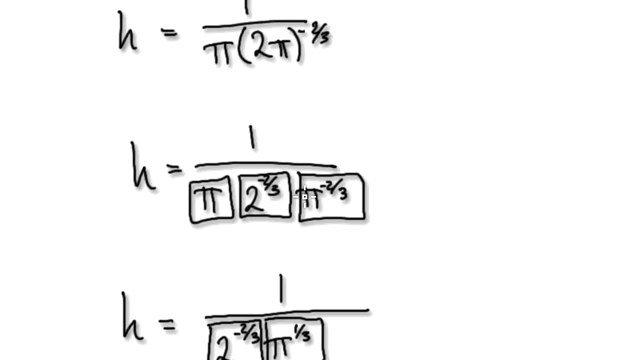 h = 1 / π(2π)^-2/3
h = 1 / π 2^-2/3 π^-2/3
h = 1 / 2^-2/3 π^1/3